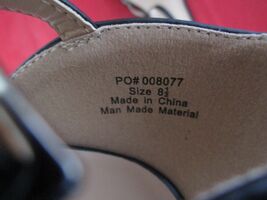 PO# 008077
Size 8½
Made in China
Man Made Material